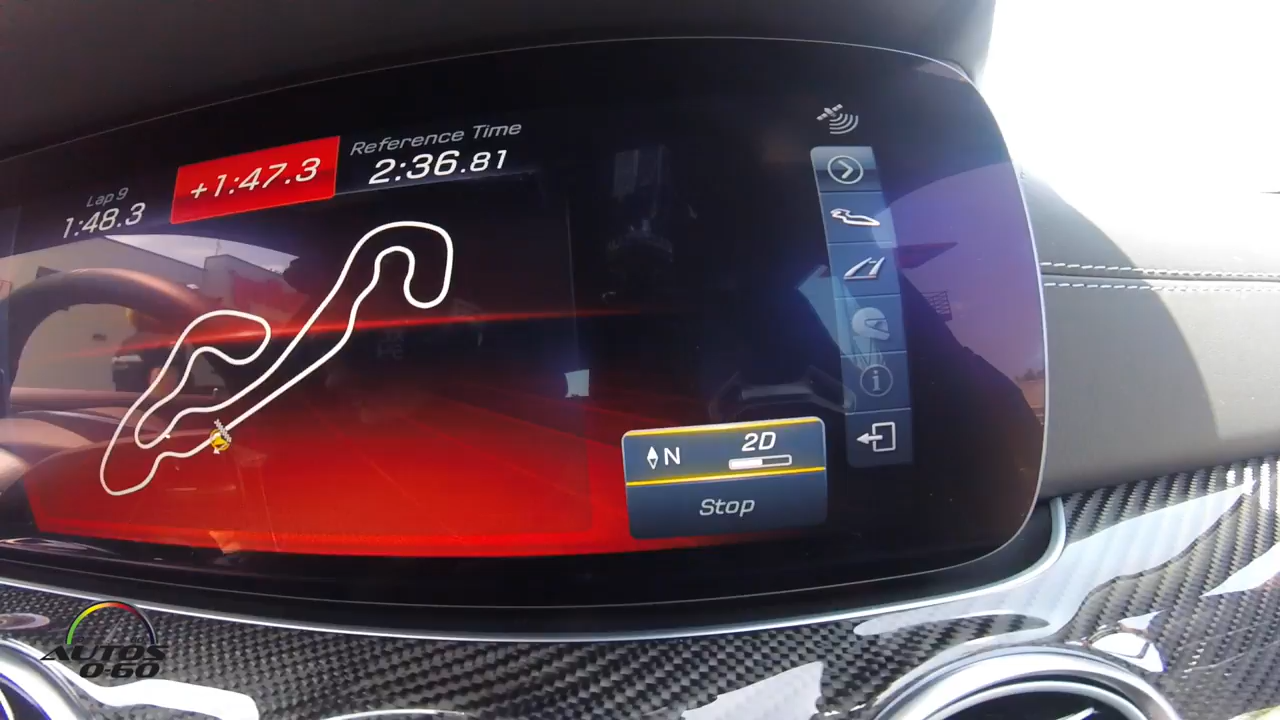 Lap 9
1:48.3
+1:47.3
Reference Time
2:36.81
N
2D
Stop
AUTOS
0-60